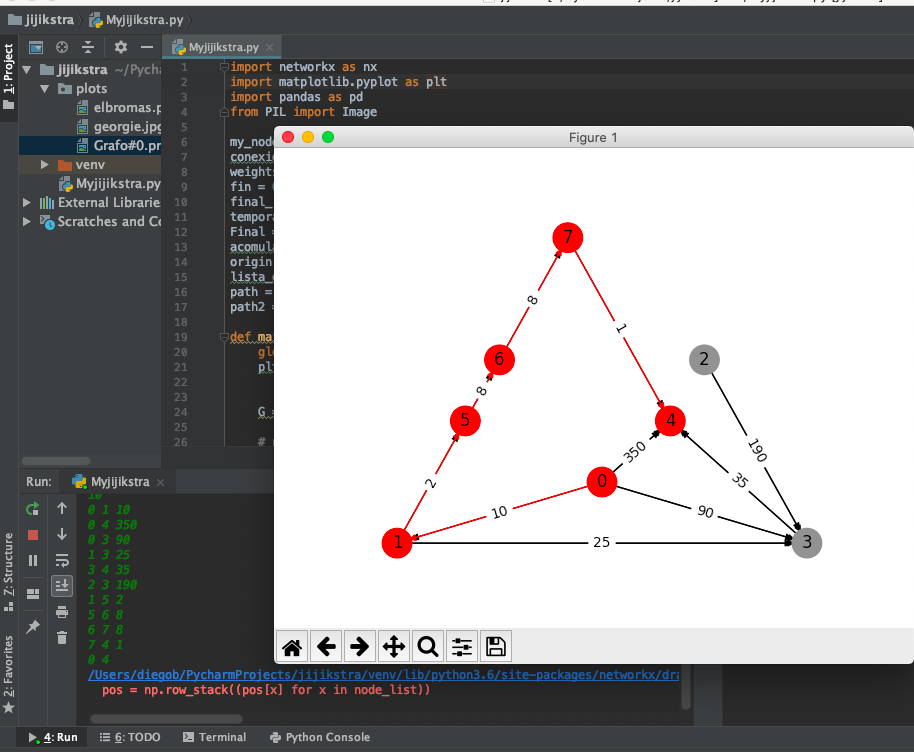 jijikstra Myjijikstra.py
1: Project
Myjijikstra.py
jijikstra ~/Pycha
plots
elbromas.p
georgie.jpg
Grafo#0.pn
venv
Myjijikstra.py
External Librarie
Scratches and Co
1 import networkx as nx
2 import matplotlib.pyplot as plt
3 import pandas as pd
4 from PIL import Image
5
6 my_node
7 conexio
8 weights
9 fin =
10 final_
11 tempora
12 Final =
13 acomula
14 origin
15 lista_
16 path =
17 path2 =
18
19 def ma
20 glo
21 pl
22
23
24 G =
25
26 #
Figure 1
7
8
1
6
2
8
5
4
350
190
2
35
0
10
90
1
25
3
Run: Myjijikstra
10
0 1 10
0 4 350
0 3 90
1 3 25
3 4 35
2 3 190
1 5 2
5 6 8
6 7 8
7 4 1
0 4
/Users/diegob/PycharmProjects/jijikstra/venv/lib/python3.6/site-packages/networkx/dra
pos = np.row_stack((pos[x] for x in node_list))
Z: Structure
2: Favorites
4: Run 6: TODO Terminal Python Console